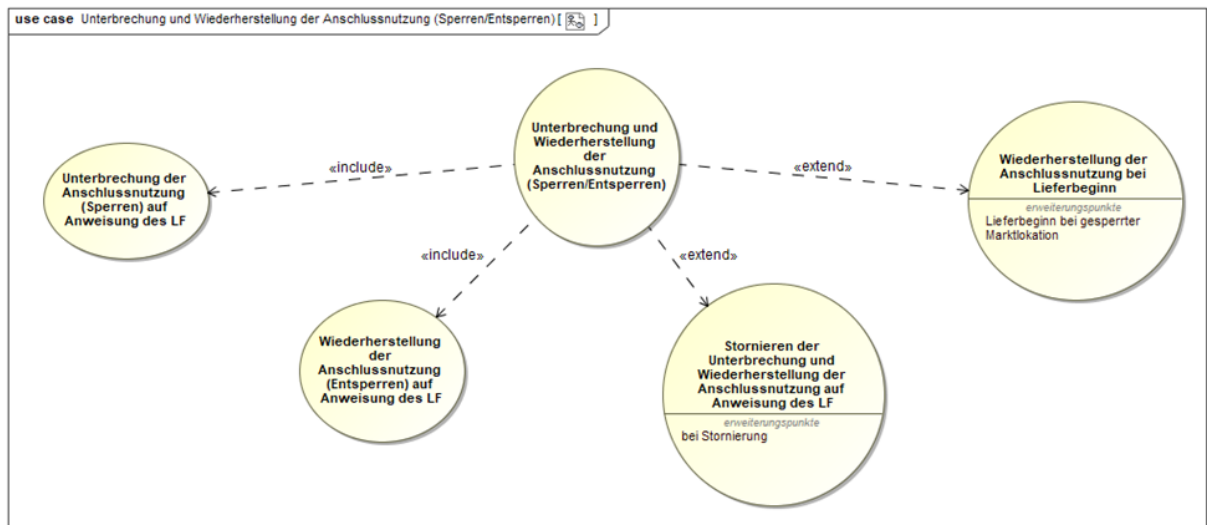 use case Unterbrechung und Wiederherstellung der Anschlussnutzung (Sperren/Entsperren) [ ]
Unterbrechung und
Wiederherstellung
der
Anschlussnutzung
(Sperren/Entsperren)
«include»
Unterbrechung der
Anschlussnutzung
(Sperren) auf
Anweisung des LF
«include»
Wiederherstellung
der
Anschlussnutzung
(Entsperren) auf
Anweisung des LF
«extend»
Stornieren der
Unterbrechung und
Wiederherstellung der
Anschlussnutzung auf
Anweisung des LF
erweiterungspunkte
bei Stornierung
«extend»
Wiederherstellung der
Anschlussnutzung bei
Lieferbeginn
erweiterungspunkte
Lieferbeginn bei gesperrter
Marktlokation